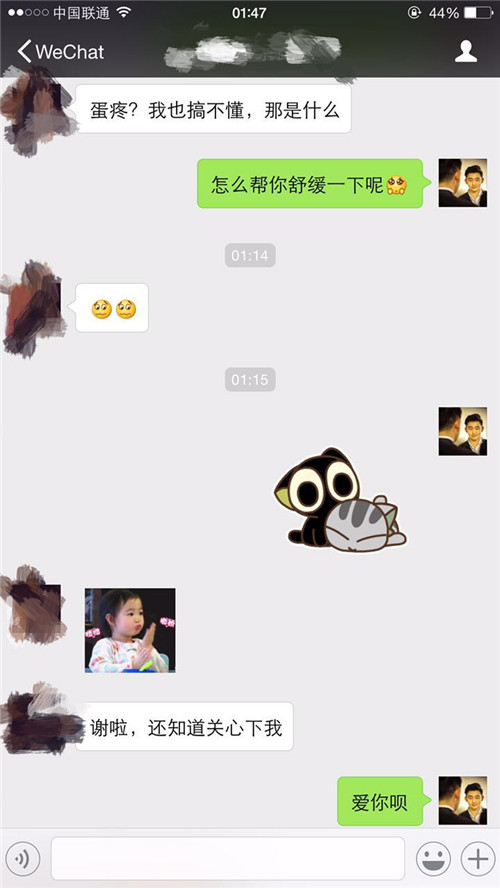 中国联通 01:47 44%
WeChat
蛋疼?我也搞不懂，那是什么
怎么帮你舒缓一下呢
01:14
01:15
谢啦，还知道关心下我
爱你呗